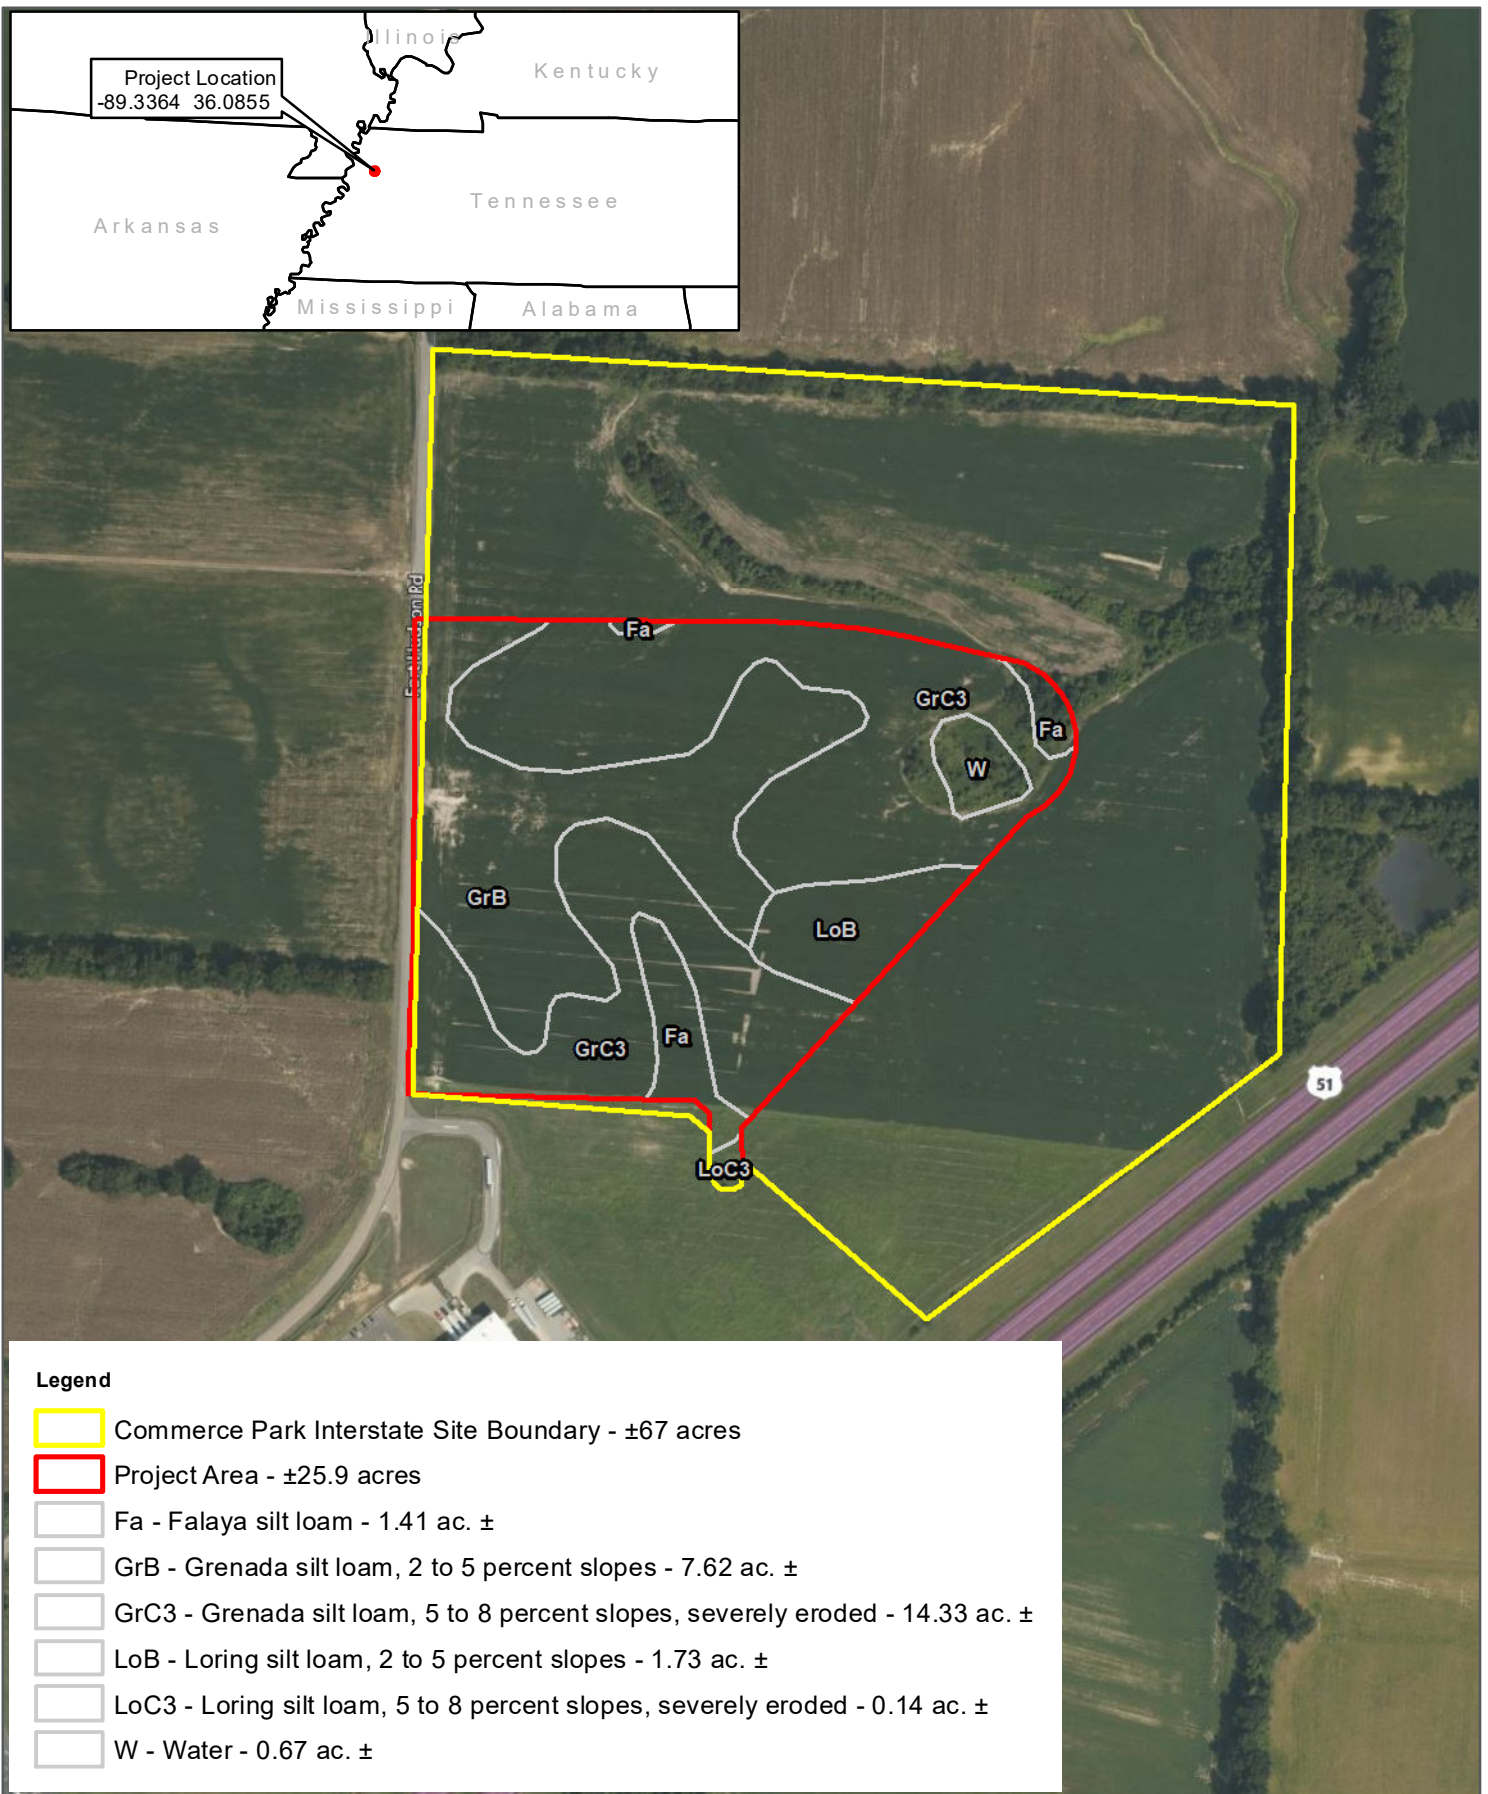 Illinois
Kentucky
Project Location
-89.3364 36.0855
Tennessee
Arkansas
Mississippi
Alabama
Fa
GrC3
Fa
W
GrB
LoB
Fa
GrC3
51
LoC3
Legend
Commerce Park Interstate Site Boundary - ±67 acres
Project Area - ±25.9 acres
Fa - Falaya silt loam - 1.41 ac. ±
GrB - Grenada silt loam, 2 to 5 percent slopes - 7.62 ac. ±
GrC3 - Grenada silt loam, 5 to 8 percent slopes, severely eroded - 14.33 ac. ±
LoB - Loring silt loam, 2 to 5 percent slopes - 1.73 ac. ±
LoC3 - Loring silt loam, 5 to 8 percent slopes, severely eroded - 0.14 ac. ±
W - Water - 0.67 ac. ±